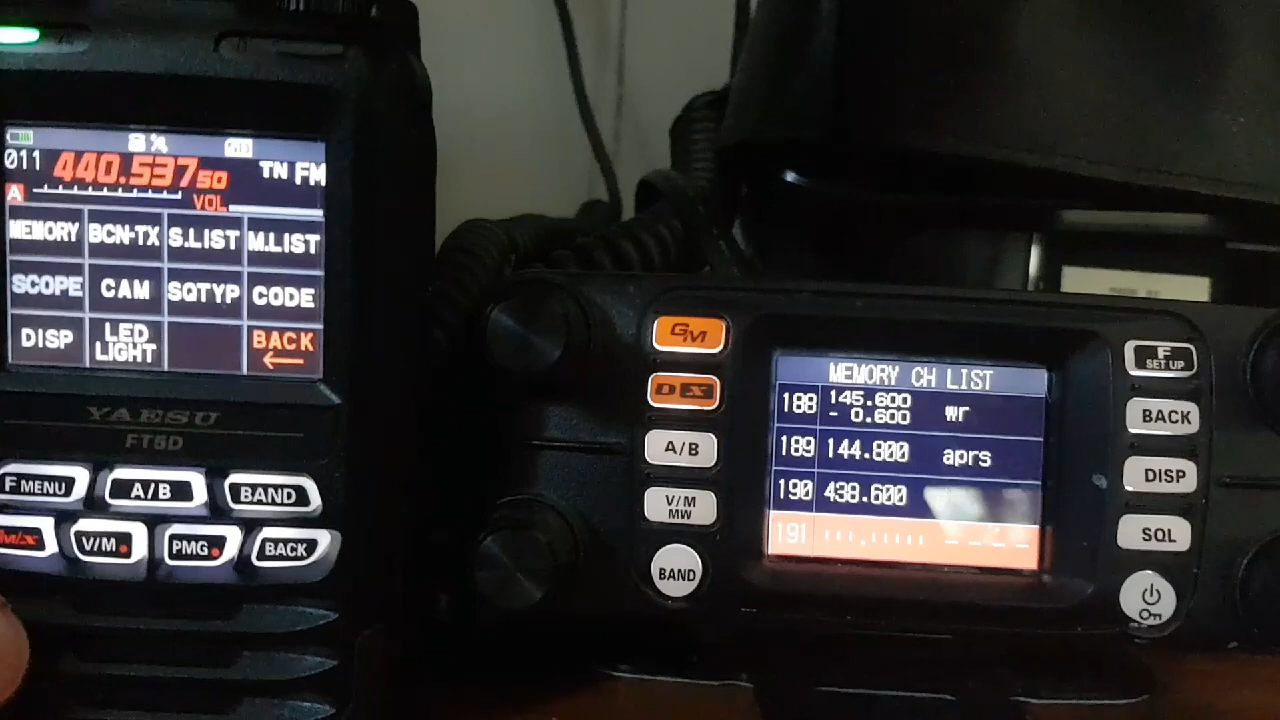 011 440.537 50 TN FM
A VOL
MEMORY BCN-TX S.LIST M.LIST
SCOPE CAM SQTYP CODE
DISP LED LIGHT BACK
YAESU
FT5D
F MENU A/B BAND
V/M PMG BACK
GM
DX
A/B
V/M
MW
BAND
MEMORY CH LIST
188 145.600 - 0.600 wr
189 144.800 aprs
190 438.600
191 ---.----- ----
F
SET UP
BACK
DISP
SQL